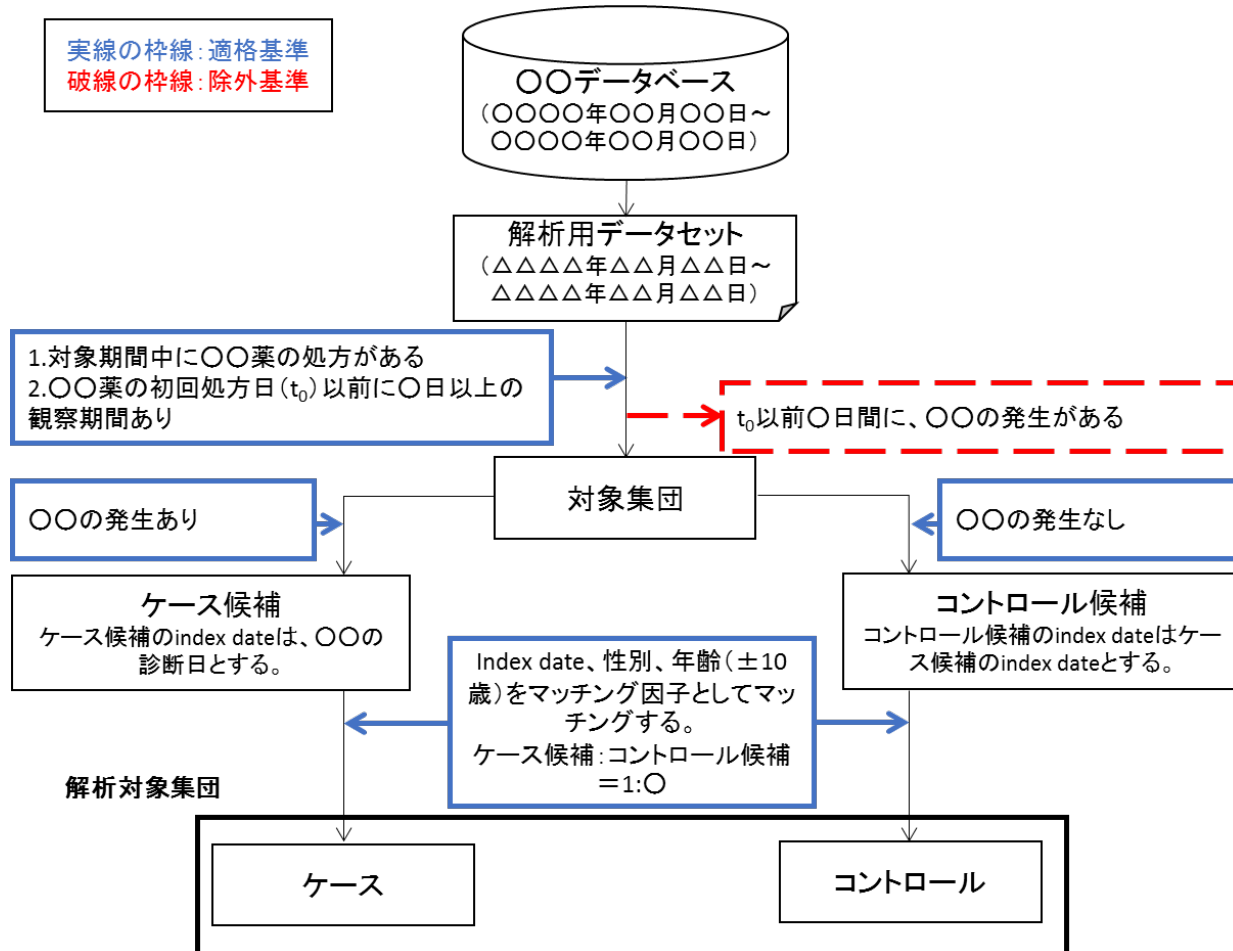 実線の枠線：適格基準
破線の枠線：除外基準
〇〇データベース
（〇〇〇〇年〇〇月〇〇日～
〇〇〇〇年〇〇月〇〇日）
解析用データセット
（△△△△年△△月△△日～
△△△△年△△月△△日）
1.対象期間中に〇〇薬の処方がある
2.〇〇薬の初回処方日（t₀）以前に〇日以上の
観察期間あり
t₀以前〇日間に、〇〇の発生がある
対象集団
〇〇の発生あり
〇〇の発生なし
ケース候補
ケース候補のindex dateは、〇〇の
診断日とする。
コントロール候補
コントロール候補のindex dateはケー
ス候補のindex dateとする。
Index date、性別、年齢（±10
歳）をマッチング因子としてマッ
チングする。
ケース候補：コントロール候補
＝1:〇
解析対象集団
ケース
コントロール